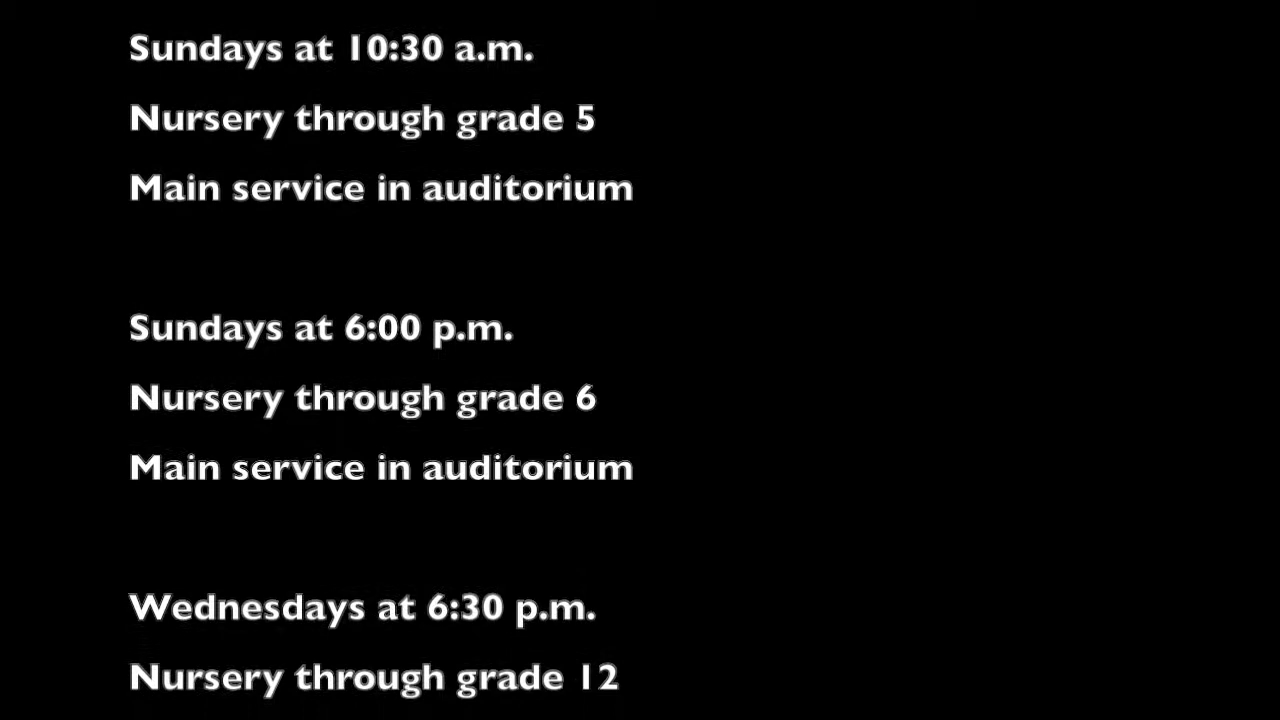 Sundays at 10:30 a.m.
Nursery through grade 5
Main service in auditorium
Sundays at 6:00 p.m.
Nursery through grade 6
Main service in auditorium
Wednesdays at 6:30 p.m.
Nursery through grade 12